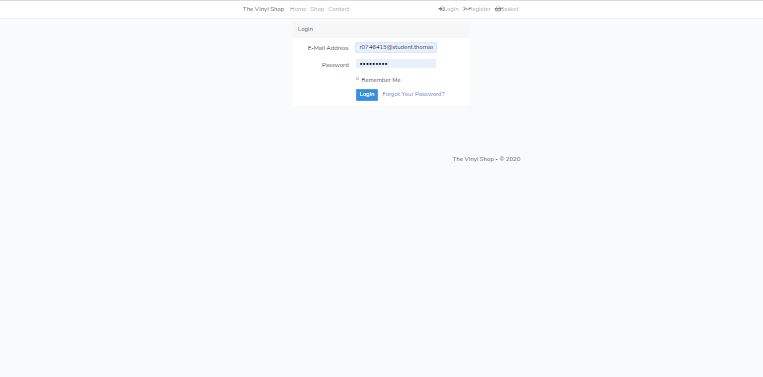 The Vinyl Shop Home Shop Contact Login Register Basket
Login
E-Mail Address r0746415@student.thomas
Password •••••••••
Remember Me
Login Forgot Your Password?
The Vinyl Shop - © 2020